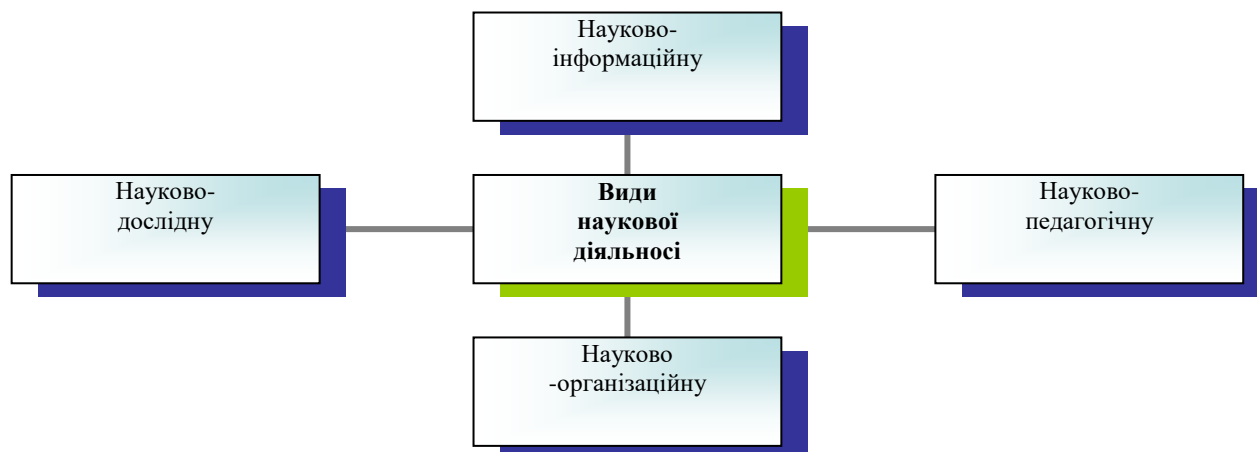 Науково-
інформаційну
Науково-
дослідну
Види
наукової
діяльносі
Науково-
педагогічну
Науково
-організаційну